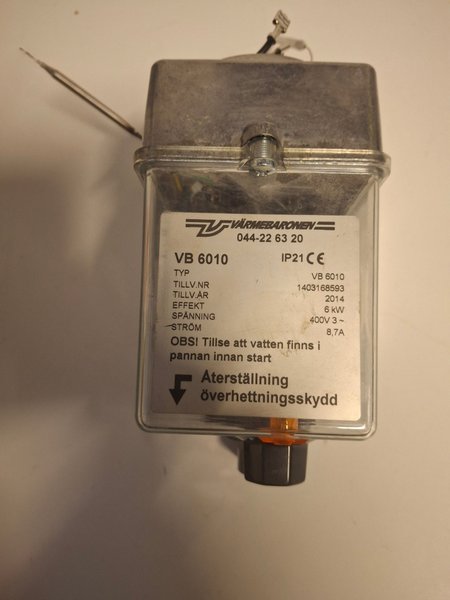 VÄRMEBARONEN
044-22 63 20
VB 6010 IP21 CE
TYP VB 6010
TILLV.NR 1403168593
TILLV.ÅR 2014
EFFEKT 6 kW
SPÄNNING 400V 3~
STRÖM 8,7A
OBS! Tillse att vatten finns i
pannan innan start
Återställning
överhettningsskydd